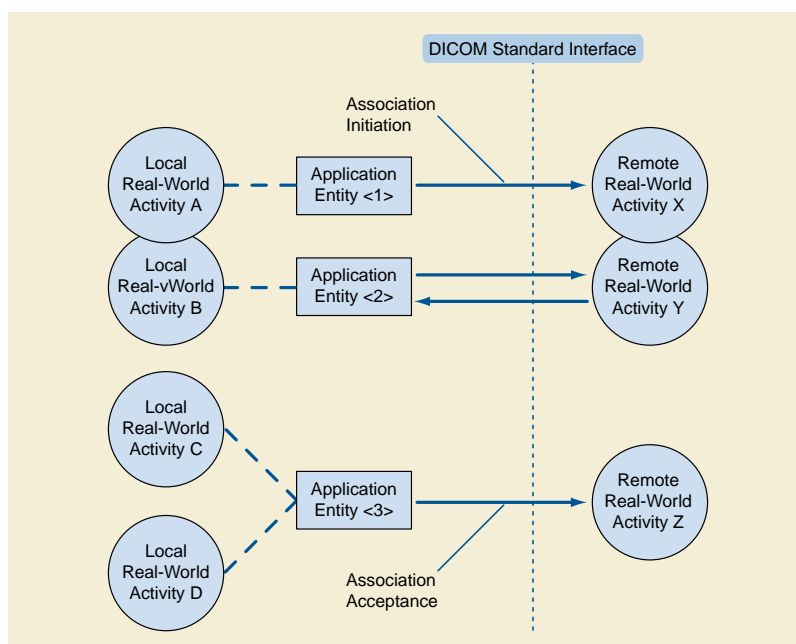 DICOM Standard Interface
Association
Initiation
Local
Real-World
Activity A
Application
Entity <1>
Remote
Real-World
Activity X
Local
Real-vWorld
Activity B
Application
Entity <2>
Remote
Real-World
Activity Y
Local
Real-World
Activity C
Application
Entity <3>
Remote
Real-World
Activity Z
Local
Real-World
Activity D
Association
Acceptance